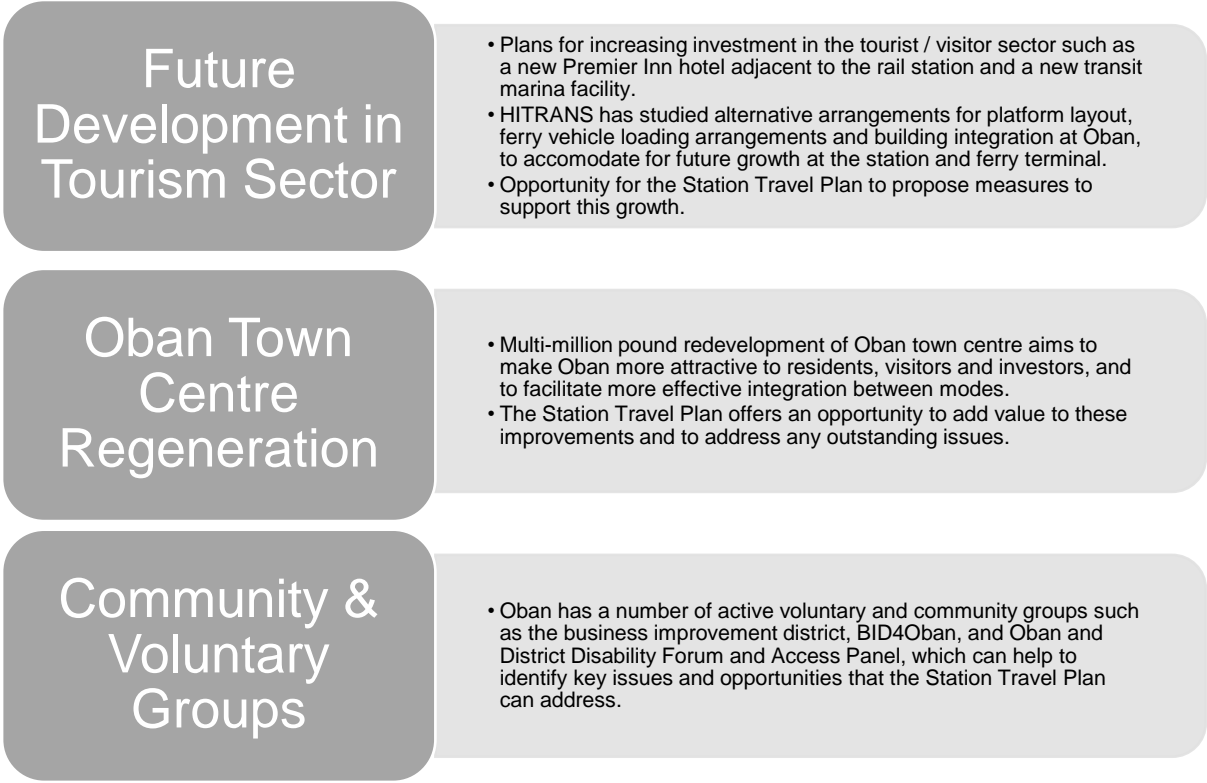 Future
Development in
Tourism Sector
• Plans for increasing investment in the tourist / visitor sector such as
a new Premier Inn hotel adjacent to the rail station and a new transit
marina facility.
• HITRANS has studied alternative arrangements for platform layout,
ferry vehicle loading arrangements and building integration at Oban,
to accomodate for future growth at the station and ferry terminal.
• Opportunity for the Station Travel Plan to propose measures to
support this growth.
Oban Town
Centre
Regeneration
• Multi-million pound redevelopment of Oban town centre aims to
make Oban more attractive to residents, visitors and investors, and
to facilitate more effective integration between modes.
• The Station Travel Plan offers an opportunity to add value to these
improvements and to address any outstanding issues.
Community &
Voluntary
Groups
• Oban has a number of active voluntary and community groups such
as the business improvement district, BID4Oban, and Oban and
District Disability Forum and Access Panel, which can help to
identify key issues and opportunities that the Station Travel Plan
can address.